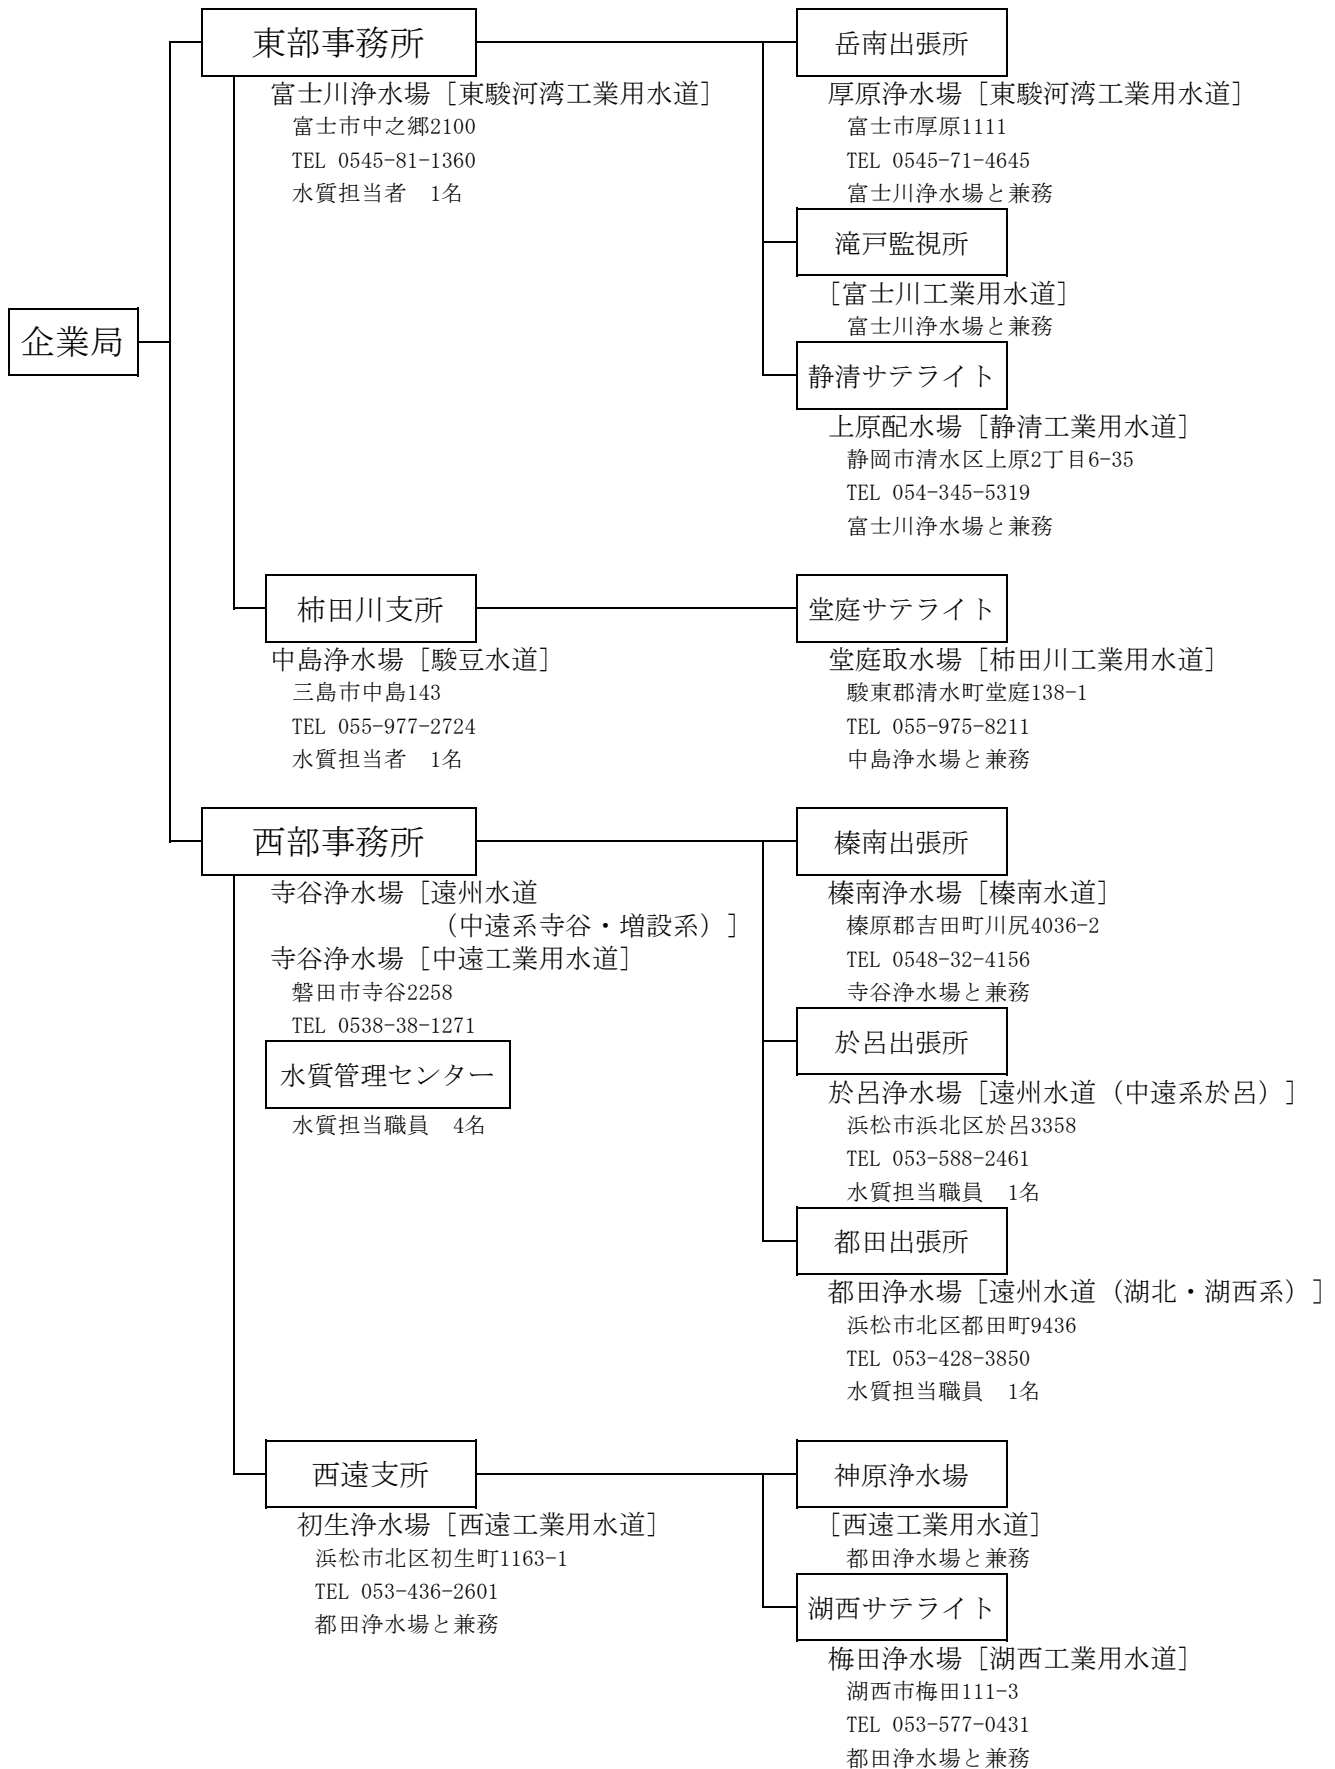 企業局
東部事務所
富士川浄水場［東駿河湾工業用水道］
富士市中之郷2100
TEL 0545-81-1360
水質担当者　1名
岳南出張所
厚原浄水場［東駿河湾工業用水道］
富士市厚原1111
TEL 0545-71-4645
富士川浄水場と兼務
滝戸監視所
［富士川工業用水道］
富士川浄水場と兼務
静清サテライト
上原配水場［静清工業用水道］
静岡市清水区上原2丁目6-35
TEL 054-345-5319
富士川浄水場と兼務
柿田川支所
中島浄水場［駿豆水道］
三島市中島143
TEL 055-977-2724
水質担当者　1名
堂庭サテライト
堂庭取水場［柿田川工業用水道］
駿東郡清水町堂庭138-1
TEL 055-975-8211
中島浄水場と兼務
西部事務所
寺谷浄水場［遠州水道
（中遠系寺谷・増設系）］
寺谷浄水場［中遠工業用水道］
磐田市寺谷2258
TEL 0538-38-1271
水質管理センター
水質担当職員　4名
榛南出張所
榛南浄水場［榛南水道］
榛原郡吉田町川尻4036-2
TEL 0548-32-4156
寺谷浄水場と兼務
於呂出張所
於呂浄水場［遠州水道（中遠系於呂）］
浜松市浜北区於呂3358
TEL 053-588-2461
水質担当職員　1名
都田出張所
都田浄水場［遠州水道（湖北・湖西系）］
浜松市北区都田町9436
TEL 053-428-3850
水質担当職員　1名
西遠支所
初生浄水場［西遠工業用水道］
浜松市北区初生町1163-1
TEL 053-436-2601
都田浄水場と兼務
神原浄水場
［西遠工業用水道］
都田浄水場と兼務
湖西サテライト
梅田浄水場［湖西工業用水道］
湖西市梅田111-3
TEL 053-577-0431
都田浄水場と兼務